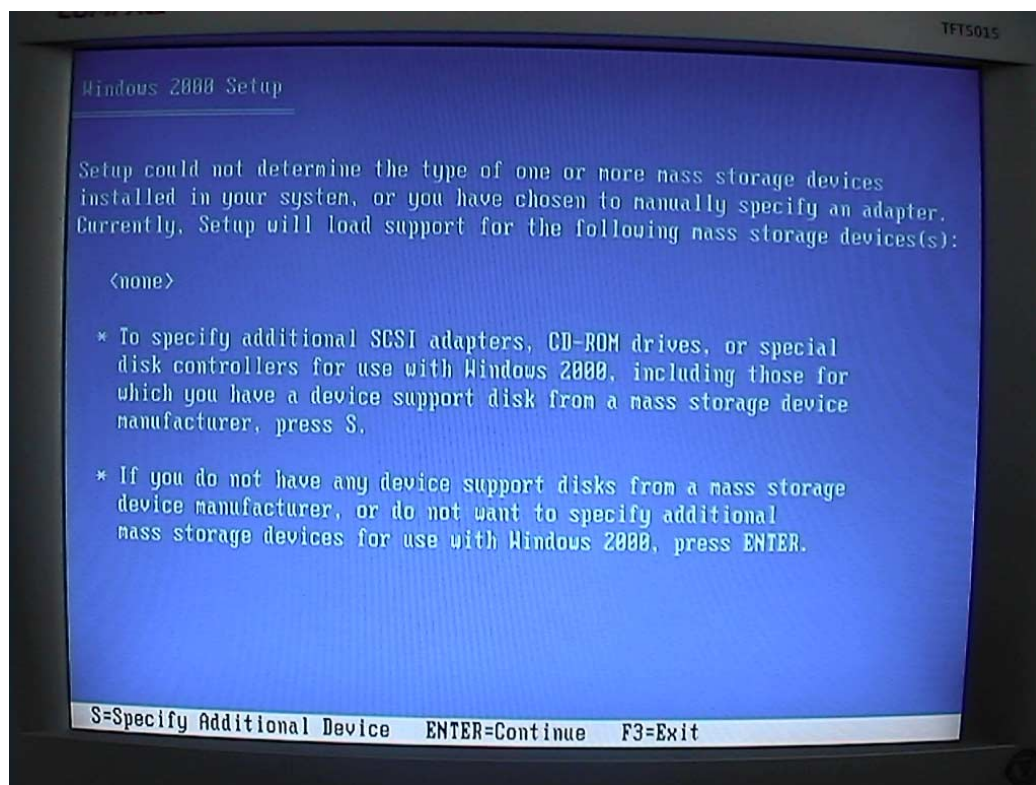 TFT5015
Windows 2000 Setup
Setup could not determine the type of one or more mass storage devices
installed in your system, or you have chosen to manually specify an adapter.
Currently, Setup will load support for the following mass storage devices(s):
<none>
* To specify additional SCSI adapters, CD-ROM drives, or special
disk controllers for use with Windows 2000, including those for
which you have a device support disk from a mass storage device
manufacturer, press S.
* If you do not have any device support disks from a mass storage
device manufacturer, or do not want to specify additional
mass storage devices for use with Windows 2000, press ENTER.
S=Specify Additional Device ENTER=Continue F3=Exit